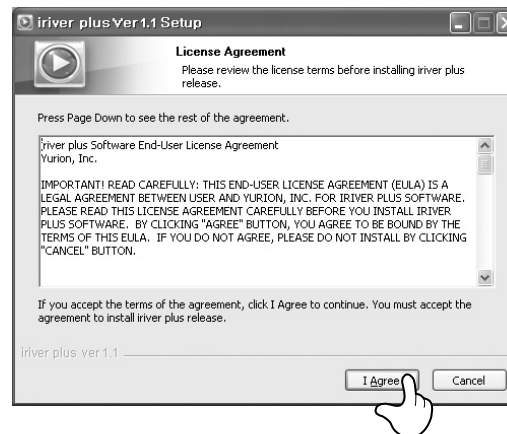 iriver plus Ver 1.1 Setup
License Agreement
Please review the license terms before installing iriver plus
release.
Press Page Down to see the rest of the agreement.
iriver plus Software End-User License Agreement
Yurion, Inc.
IMPORTANT! READ CAREFULLY: THIS END-USER LICENSE AGREEMENT (EULA) IS A
LEGAL AGREEMENT BETWEEN USER AND YURION, INC. FOR IRIVER PLUS SOFTWARE.
PLEASE READ THIS LICENSE AGREEMENT CAREFULLY BEFORE YOU INSTALL IRIVER
PLUS SOFTWARE. BY CLICKING "AGREE" BUTTON, YOU AGREE TO BE BOUND BY THE
TERMS OF THIS EULA. IF YOU DO NOT AGREE, PLEASE DO NOT INSTALL BY CLICKING
"CANCEL" BUTTON.
If you accept the terms of the agreement, click I Agree to continue. You must accept the
agreement to install iriver plus release.
iriver plus ver 1.1
I Agree
Cancel